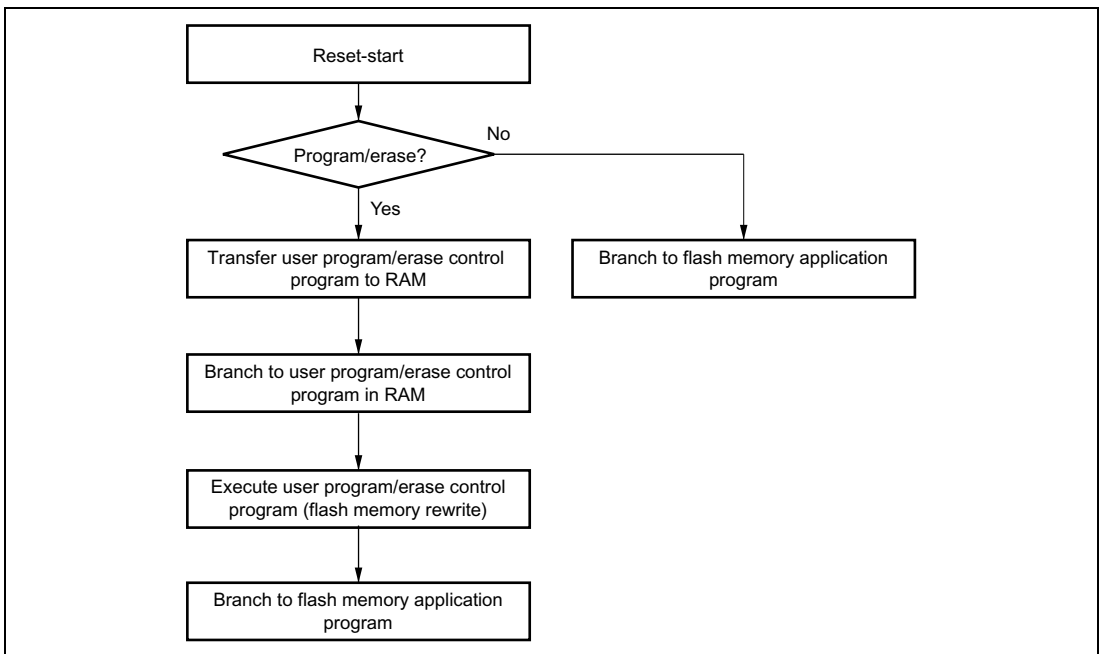 Reset-start
No
Program/erase?
Yes
Transfer user program/erase control
program to RAM
Branch to flash memory application
program
Branch to user program/erase control
program in RAM
Execute user program/erase control
program (flash memory rewrite)
Branch to flash memory application
program